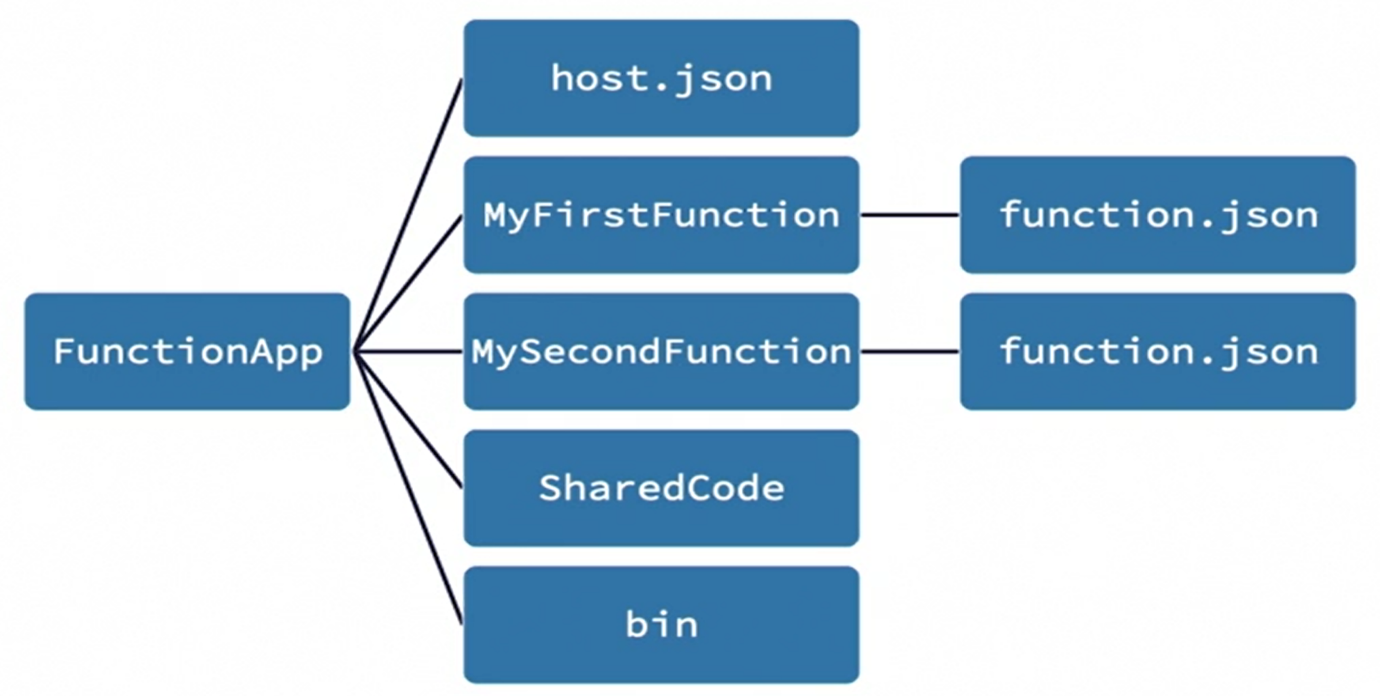 host.json
MyFirstFunction
function.json
FunctionApp
MySecondFunction
function.json
SharedCode
bin